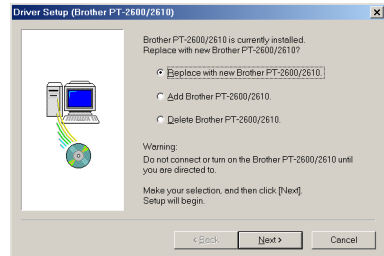 Driver Setup (Brother PT-2600/2610)
Brother PT-2600/2610 is currently installed.
Replace with new Brother PT-2600/2610?
Replace with new Brother PT-2600/2610.
Add Brother PT-2600/2610.
Delete Brother PT-2600/2610.
Warning:
Do not connect or turn on the Brother PT-2600/2610 until
you are directed to.
Make your selection, and then click [Next].
Setup will begin.
< Back Next > Cancel